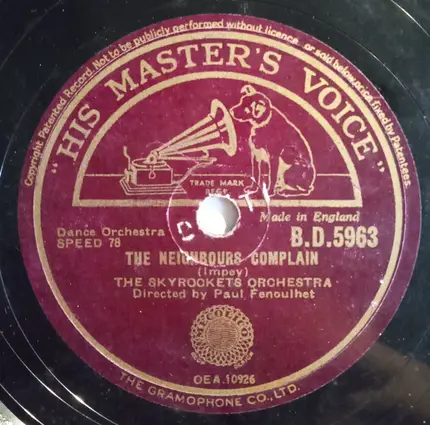 Copyright Patented Record. Not to be publicly performed without licence or sold below price fixed by Patentees.
"HIS MASTER'S VOICE"
TRADE MARK
Made in England
Dance Orchestra
SPEED 78
B.D.5963
THE NEIGHBOURS COMPLAIN
(Impey)
THE SKYROCKETS ORCHESTRA
Directed by Paul Fenoulhet
OEA.10926
THE GRAMOPHONE CO., LTD.